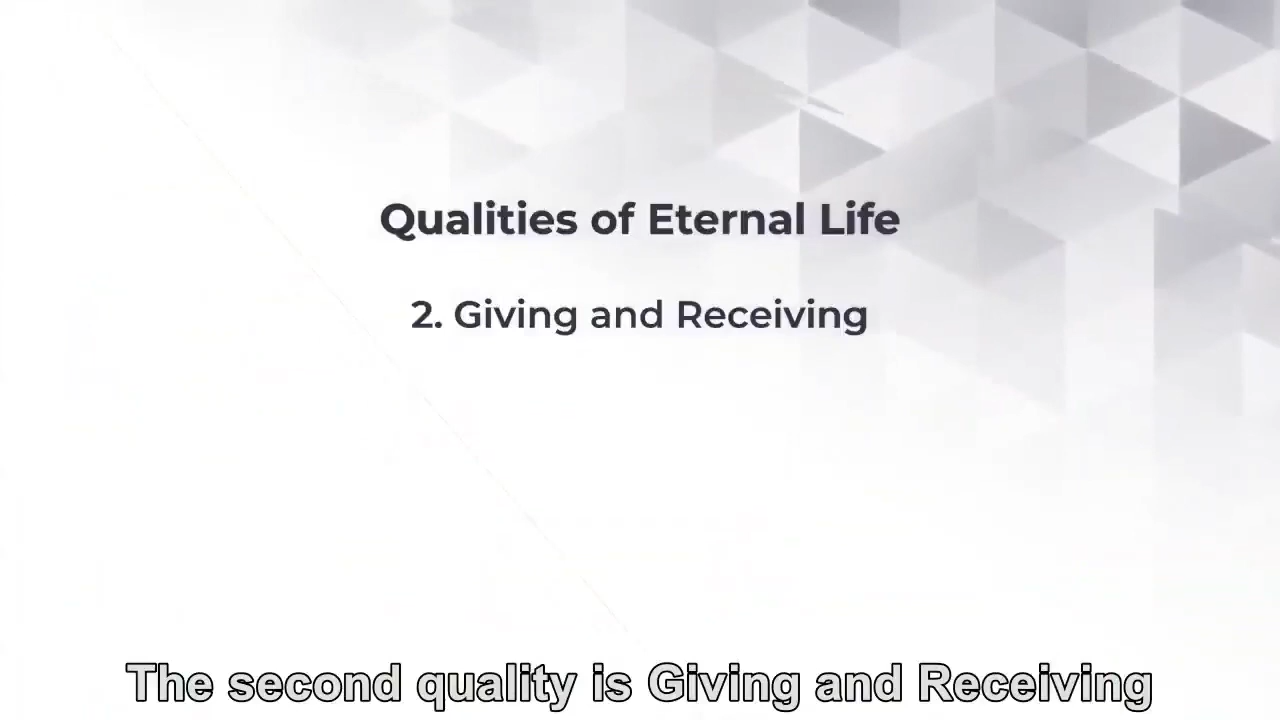 Qualities of Eternal Life
2. Giving and Receiving
The second quality is Giving and Receiving